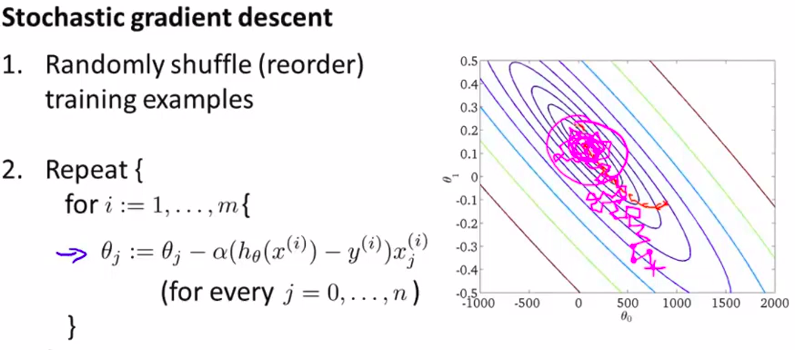 Stochastic gradient descent
1. Randomly shuffle (reorder)
training examples
2. Repeat {
for i := 1, . . . , m{
⇒ θ_j := θ_j − α(h_θ(x^(i)) − y^(i))x_j^(i)
(for every j = 0, . . . , n )
}
0.5
0.4
0.3
0.2
0.1
0
-0.1
-0.2
-0.3
-0.4
-0.5
θ_1
-1000 -500 0 500 1000 1500 2000
θ_0